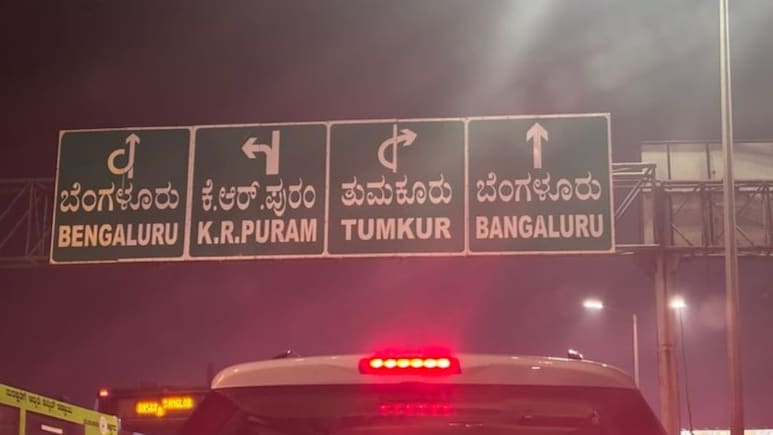 ಬೆಂಗಳೂರು
BENGALURU
ಕೆ.ಆರ್.ಪುರಂ
K.R.PURAM
ತುಮಕೂರು
TUMKUR
ಬೆಂಗಳೂರು
BANGALURU